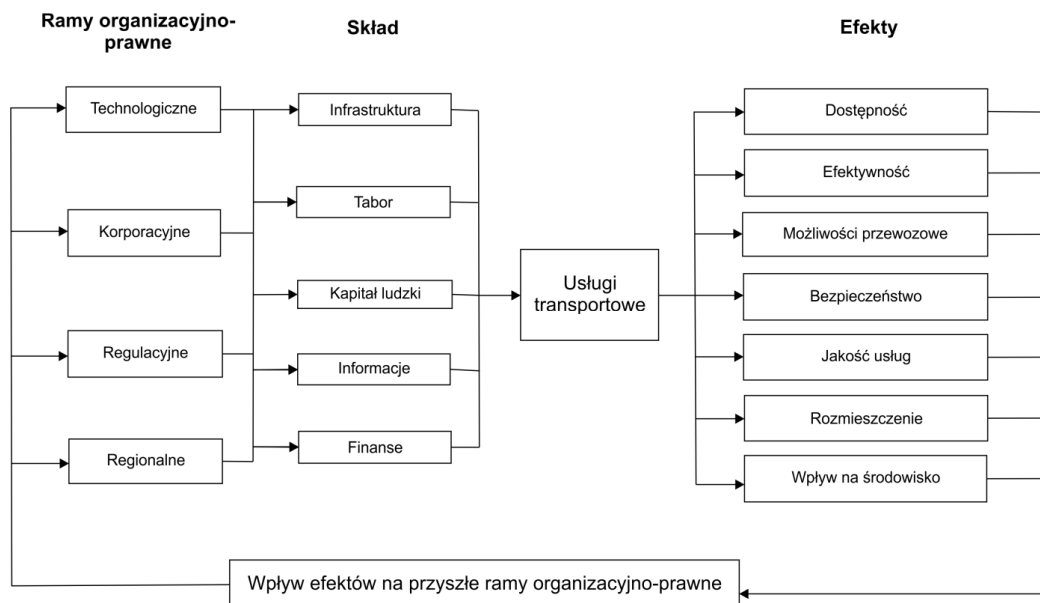 Ramy organizacyjno-
prawne
Skład
Efekty
Technologiczne
Korporacyjne
Regulacyjne
Regionalne
Infrastruktura
Tabor
Kapitał ludzki
Informacje
Finanse
Usługi
transportowe
Dostępność
Efektywność
Możliwości przewozowe
Bezpieczeństwo
Jakość usług
Rozmieszczenie
Wpływ na środowisko
Wpływ efektów na przyszłe ramy organizacyjno-prawne